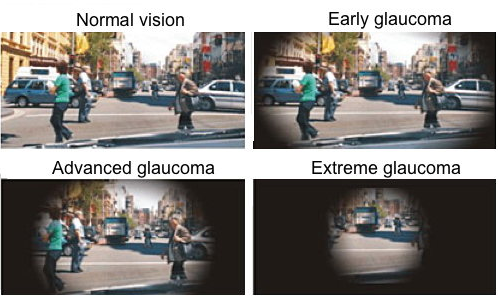 Normal vision
Early glaucoma
Advanced glaucoma
Extreme glaucoma